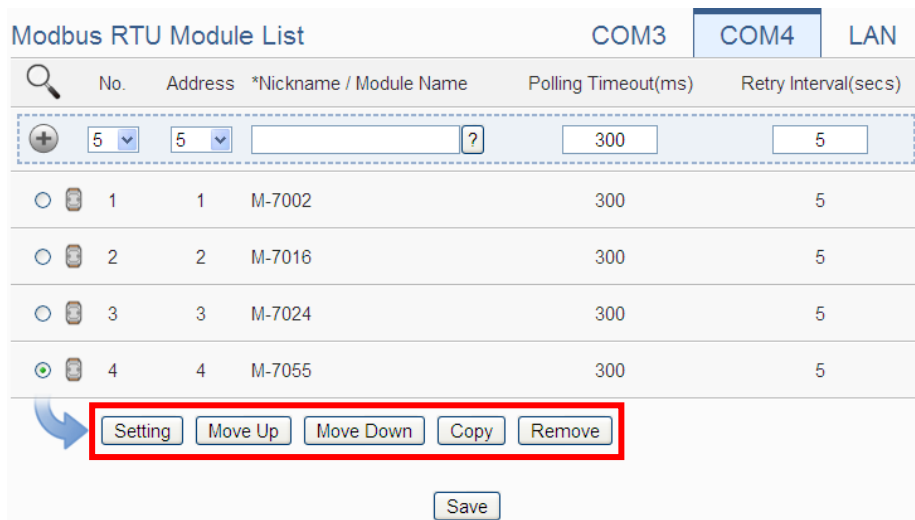 Modbus RTU Module List COM3 COM4 LAN
No. Address *Nickname / Module Name Polling Timeout(ms) Retry Interval(secs)
5 5 ? 300 5
1 1 M-7002 300 5
2 2 M-7016 300 5
3 3 M-7024 300 5
4 4 M-7055 300 5
Setting Move Up Move Down Copy Remove
Save